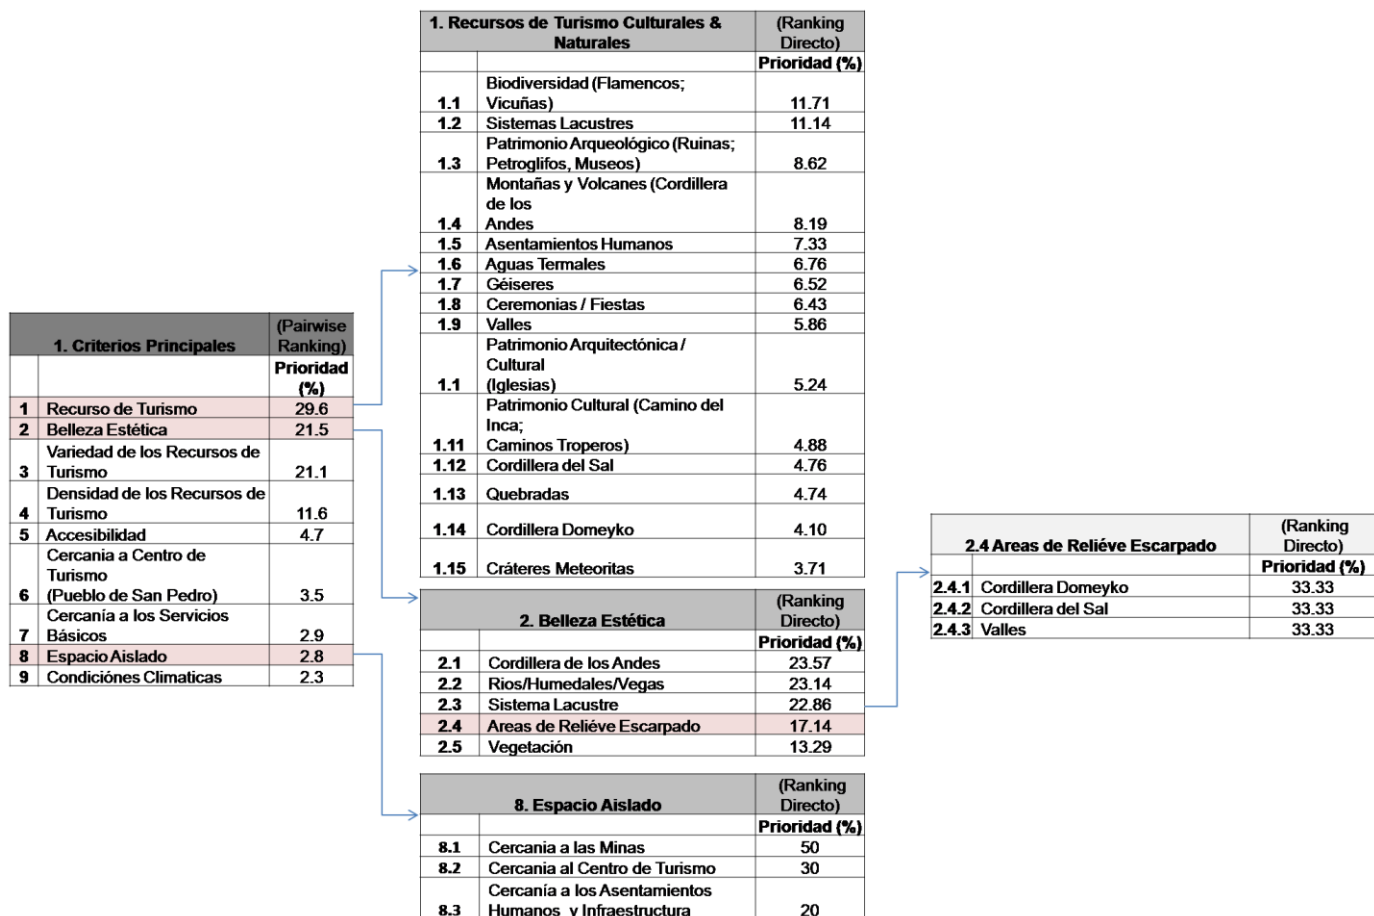 1. Recursos de Turismo Culturales &
Naturales
(Ranking
Directo)
Prioridad (%)
Biodiversidad (Flamencos;
1.1 Vicuñas) 11.71
1.2 Sistemas Lacustres 11.14
Patrimonio Arqueológico (Ruinas;
1.3 Petroglifos, Museos) 8.62
Montañas y Volcanes (Cordillera
de los
1.4 Andes 8.19
1.5 Asentamientos Humanos 7.33
1.6 Aguas Termales 6.76
1.7 Géiseres 6.52
1.8 Ceremonias / Fiestas 6.43
1.9 Valles 5.86
Patrimonio Arquitectónica /
Cultural
1.1 (Iglesias) 5.24
Patrimonio Cultural (Camino del
Inca;
1.11 Caminos Troperos) 4.88
1.12 Cordillera del Sal 4.76
1.13 Quebradas 4.74
1.14 Cordillera Domeyko 4.10
1.15 Cráteres Meteoritas 3.71
1. Criterios Principales
(Pairwise
Ranking)
Prioridad
(%)
1 Recurso de Turismo 29.6
2 Belleza Estética 21.5
Variedad de los Recursos de
3 Turismo 21.1
Densidad de los Recursos de
4 Turismo 11.6
5 Accesibilidad 4.7
Cercania a Centro de
Turismo
6 (Pueblo de San Pedro) 3.5
Cercanía a los Servicios
7 Básicos 2.9
8 Espacio Aislado 2.8
9 Condiciónes Climaticas 2.3
2. Belleza Estética
(Ranking
Directo)
Prioridad (%)
2.1 Cordillera de los Andes 23.57
2.2 Rios/Humedales/Vegas 23.14
2.3 Sistema Lacustre 22.86
2.4 Areas de Reliéve Escarpado 17.14
2.5 Vegetación 13.29
2.4 Areas de Reliéve Escarpado
(Ranking
Directo)
Prioridad (%)
2.4.1 Cordillera Domeyko 33.33
2.4.2 Cordillera del Sal 33.33
2.4.3 Valles 33.33
8. Espacio Aislado
(Ranking
Directo)
Prioridad (%)
8.1 Cercania a las Minas 50
8.2 Cercania al Centro de Turismo 30
Cercanía a los Asentamientos
8.3 Humanos y Infraestructura 20